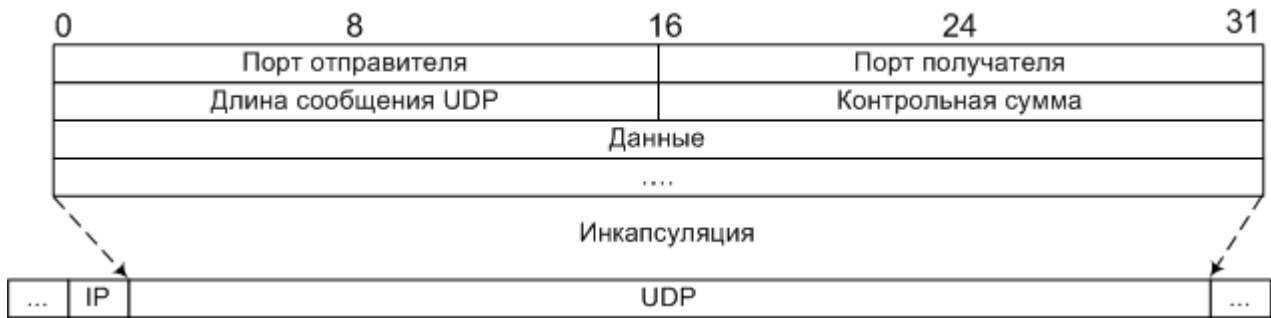 0 8 16 24 31
Порт отправителя Порт получателя
Длина сообщения UDP Контрольная сумма
Данные
....
Инкапсуляция
... IP UDP ...